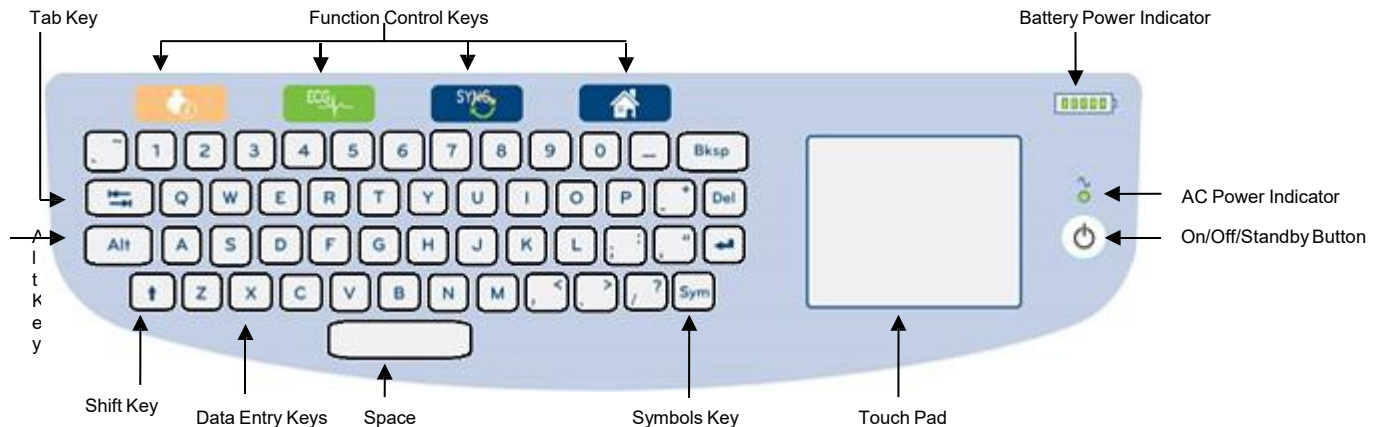 Tab Key Function Control Keys Battery Power Indicator
ECG SYNC
~ ` 1 2 3 4 5 6 7 8 9 0 _ Bksp
Q W E R T Y U I O P + Del
AC Power Indicator
Alt A S D F G H J K L : ; " ,
On/Off/Standby Button
Alt Key
Z X C V B N M , < . > / ? Sym
Shift Key Data Entry Keys Space Symbols Key Touch Pad